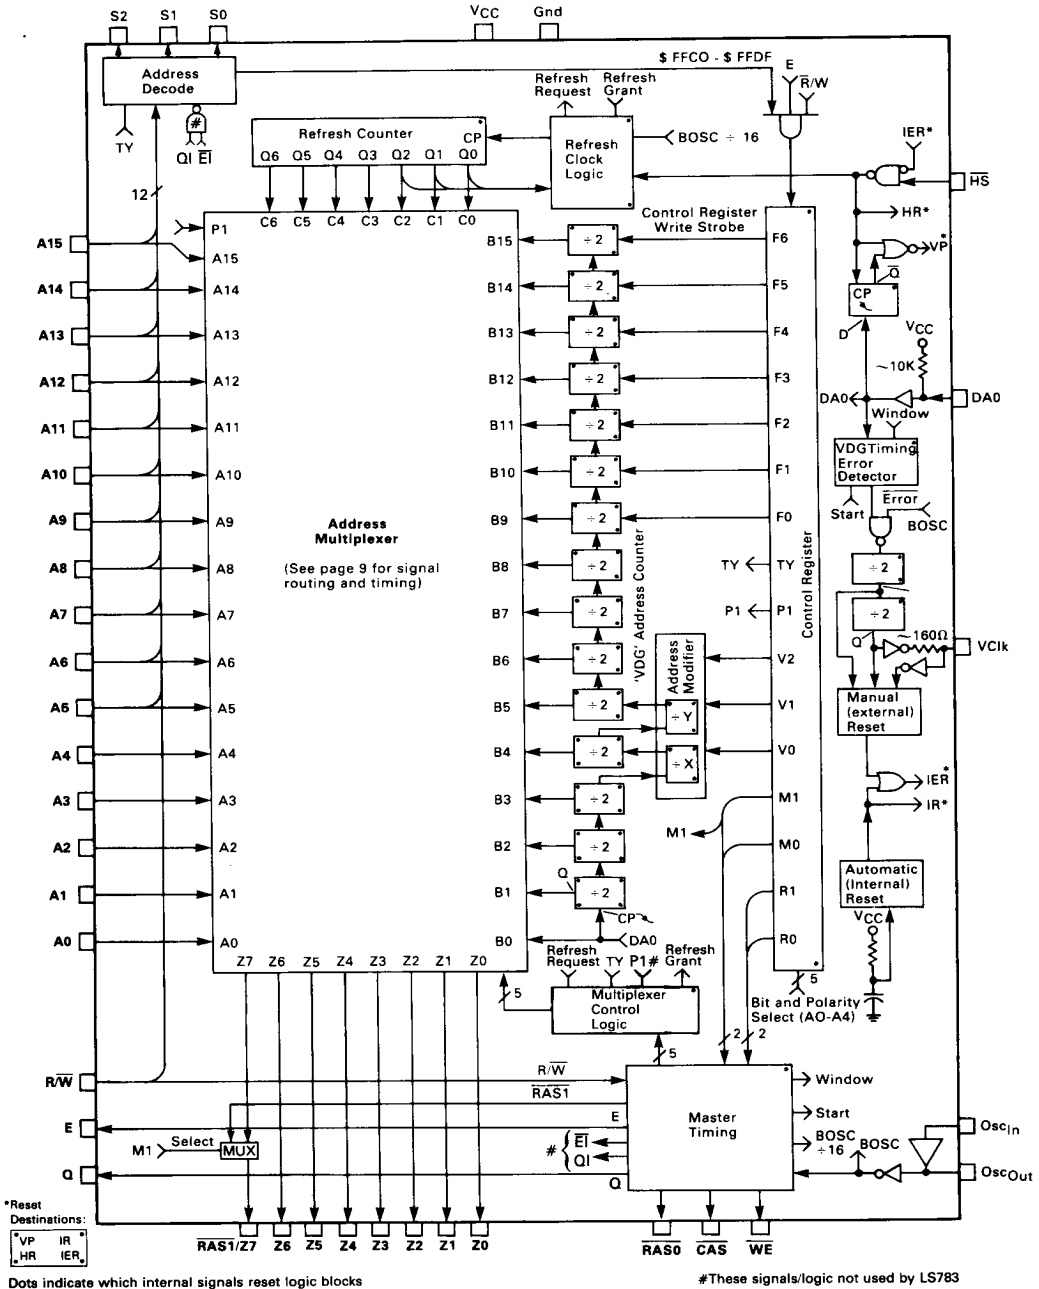 S2 S1 S0 VCC Gnd
Address
Decode
TY
#
QI E̅I̅
12
$ FFCO - $ FFDF
E
R̅/W
Refresh
Request
Refresh
Grant
Refresh Counter
CP
Q6 Q5 Q4 Q3 Q2 Q1 Q0
Refresh
Clock
Logic
BOSC ÷ 16
IER*
H̅S̅
HR*
VP*
Q̅
CP
D
VCC
~10K
DA0
DA0
Window
VDG Timing
Error
Detector
Start
E̅r̅r̅o̅r̅
BOSC
÷ 2
÷ 2
Q
~160Ω
VClk
Manual
(external)
Reset
IER*
IR*
Automatic
(Internal)
Reset
VCC
C6 C5 C4 C3 C2 C1 C0
P1
A15 A15
A14 A14
A13 A13
A12 A12
A11 A11
A10 A10
A9 A9
A8 A8
A7 A7
A6 A6
A5 A5
A4 A4
A3 A3
A2 A2
A1 A1
A0 A0
Address
Multiplexer
(See page 9 for signal
routing and timing)
Control Register
Write Strobe
B15 ÷ 2 F6
B14 ÷ 2 F5
B13 ÷ 2 F4
B12 ÷ 2 F3
B11 ÷ 2 F2
B10 ÷ 2 F1
B9 ÷ 2 F0
B8 ÷ 2 TY TY
B7 ÷ 2 P1 P1
B6 ÷ 2 V2
B5 ÷ 2 ÷ Y V1
B4 ÷ 2 ÷ X V0
B3 ÷ 2 M1
B2 ÷ 2 M1 M0
B1 Q ÷ 2 R1
CP
B0 DA0 R0
'VDG' Address Counter
Address
Modifier
Control Register
5
Bit and Polarity
Select (AO-A4)
Z7 Z6 Z5 Z4 Z3 Z2 Z1 Z0
Refresh
Request
TY
P1#
Refresh
Grant
5
Multiplexer
Control
Logic
5
2
2
R/W̅
R/W̅
R̅A̅S̅1̅
E
E
M1
Select
MUX
#
E̅I̅
QI
Q
Q
Master
Timing
Window
Start
BOSC
÷16
BOSC
OscIn
OscOut
*Reset
Destinations:
VP IR
HR IER
R̅A̅S̅1̅/Z7 Z6 Z5 Z4 Z3 Z2 Z1 Z0 R̅A̅S̅0̅ C̅A̅S̅ W̅E̅
Dots indicate which internal signals reset logic blocks
#These signals/logic not used by LS783